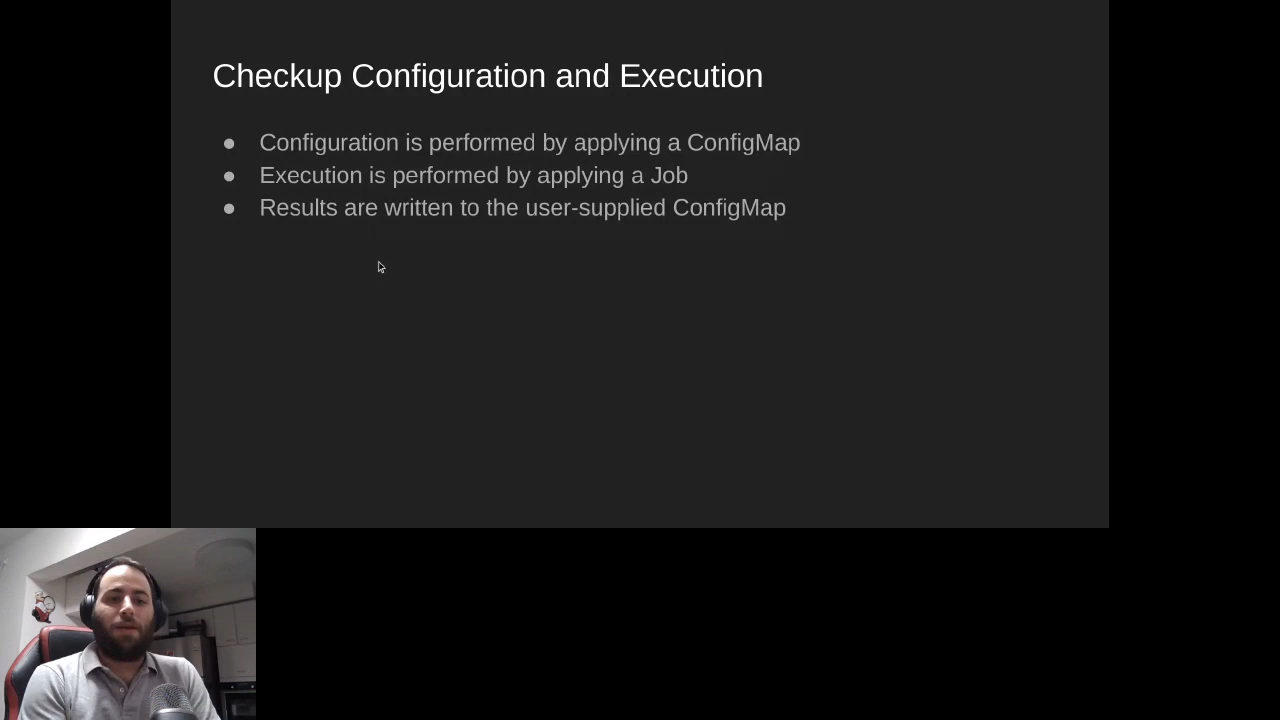 Checkup Configuration and Execution
● Configuration is performed by applying a ConfigMap
● Execution is performed by applying a Job
● Results are written to the user-supplied ConfigMap